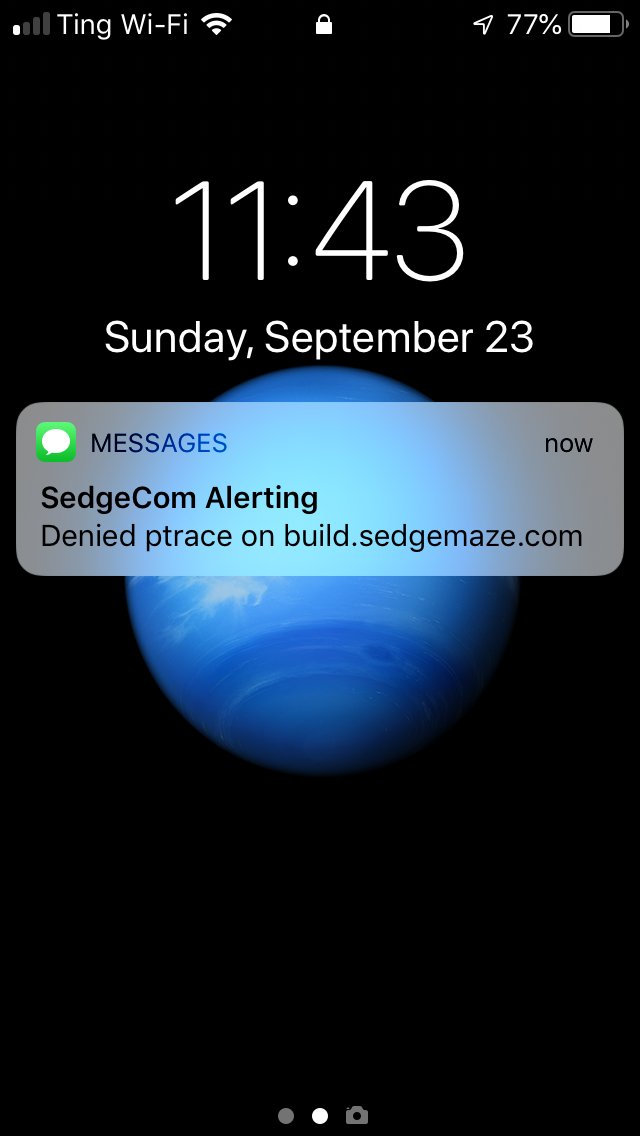 Ting Wi-Fi 77%
11:43
Sunday, September 23
MESSAGES now
SedgeCom Alerting
Denied ptrace on build.sedgemaze.com